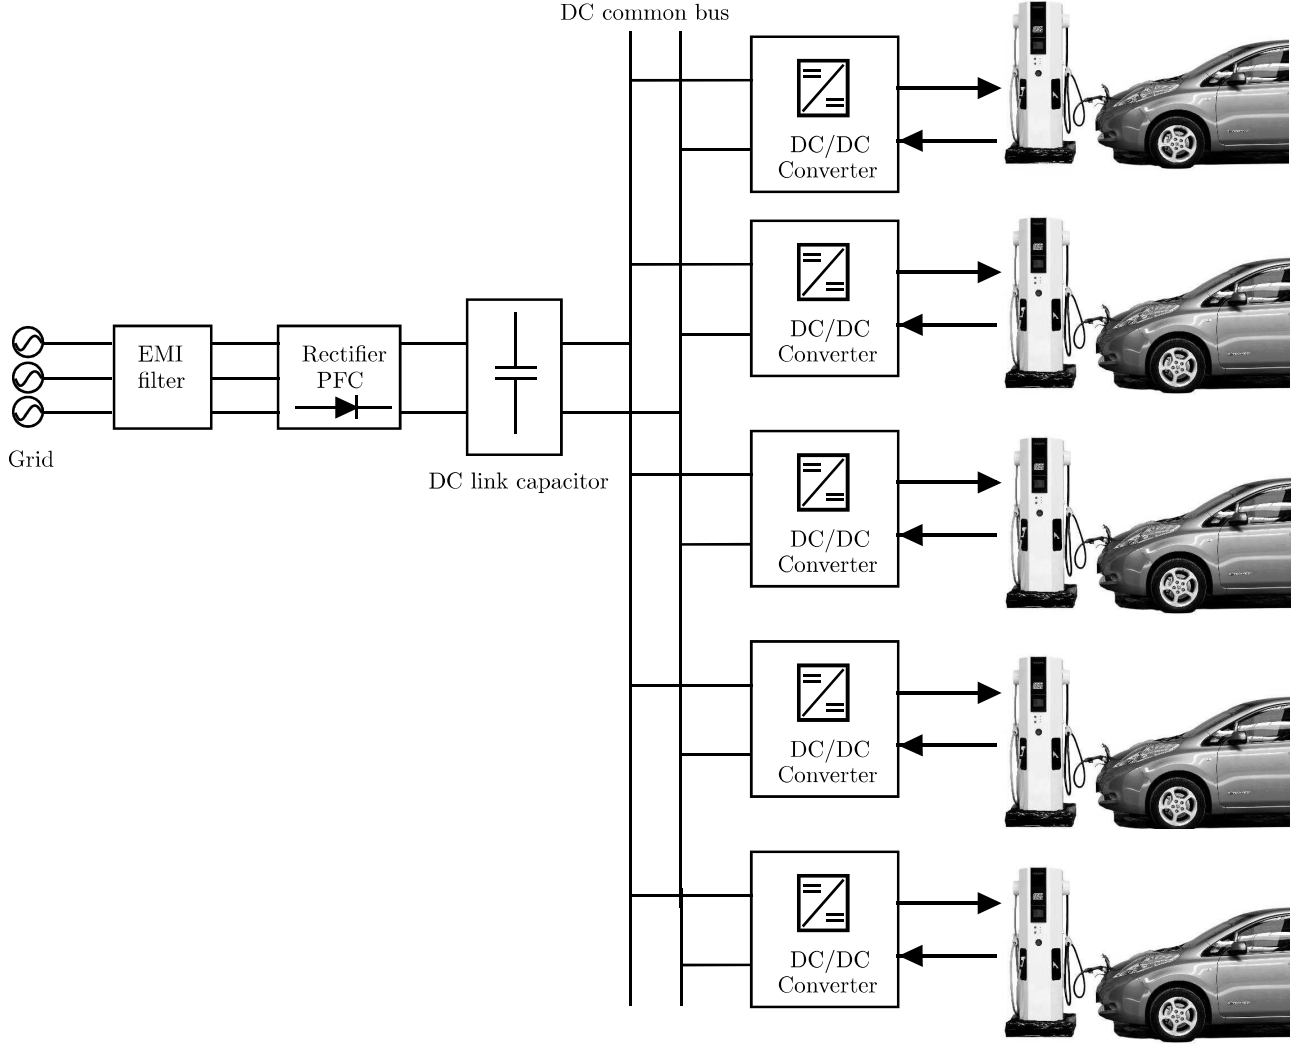 DC common bus
DC/DC
Converter
DC/DC
Converter
EMI
filter
Rectifier
PFC
Grid
DC link capacitor
DC/DC
Converter
DC/DC
Converter
DC/DC
Converter